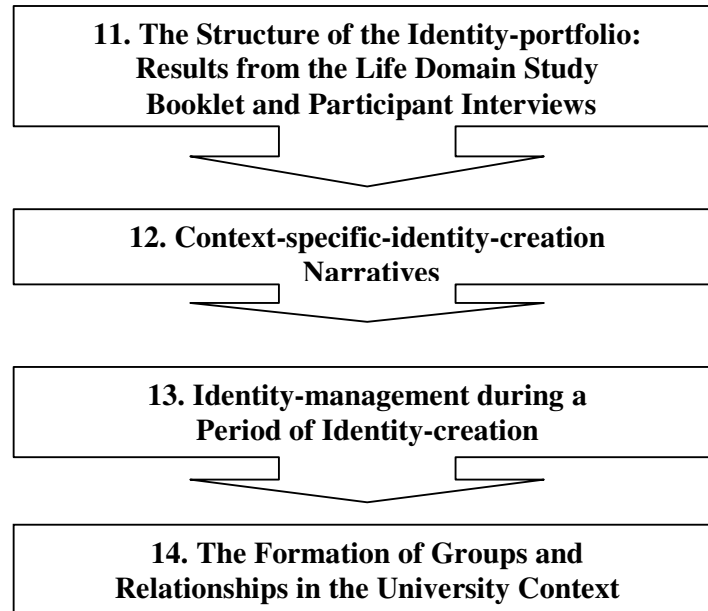 11. The Structure of the Identity-portfolio:
Results from the Life Domain Study
Booklet and Participant Interviews
12. Context-specific-identity-creation
Narratives
13. Identity-management during a
Period of Identity-creation
14. The Formation of Groups and
Relationships in the University Context